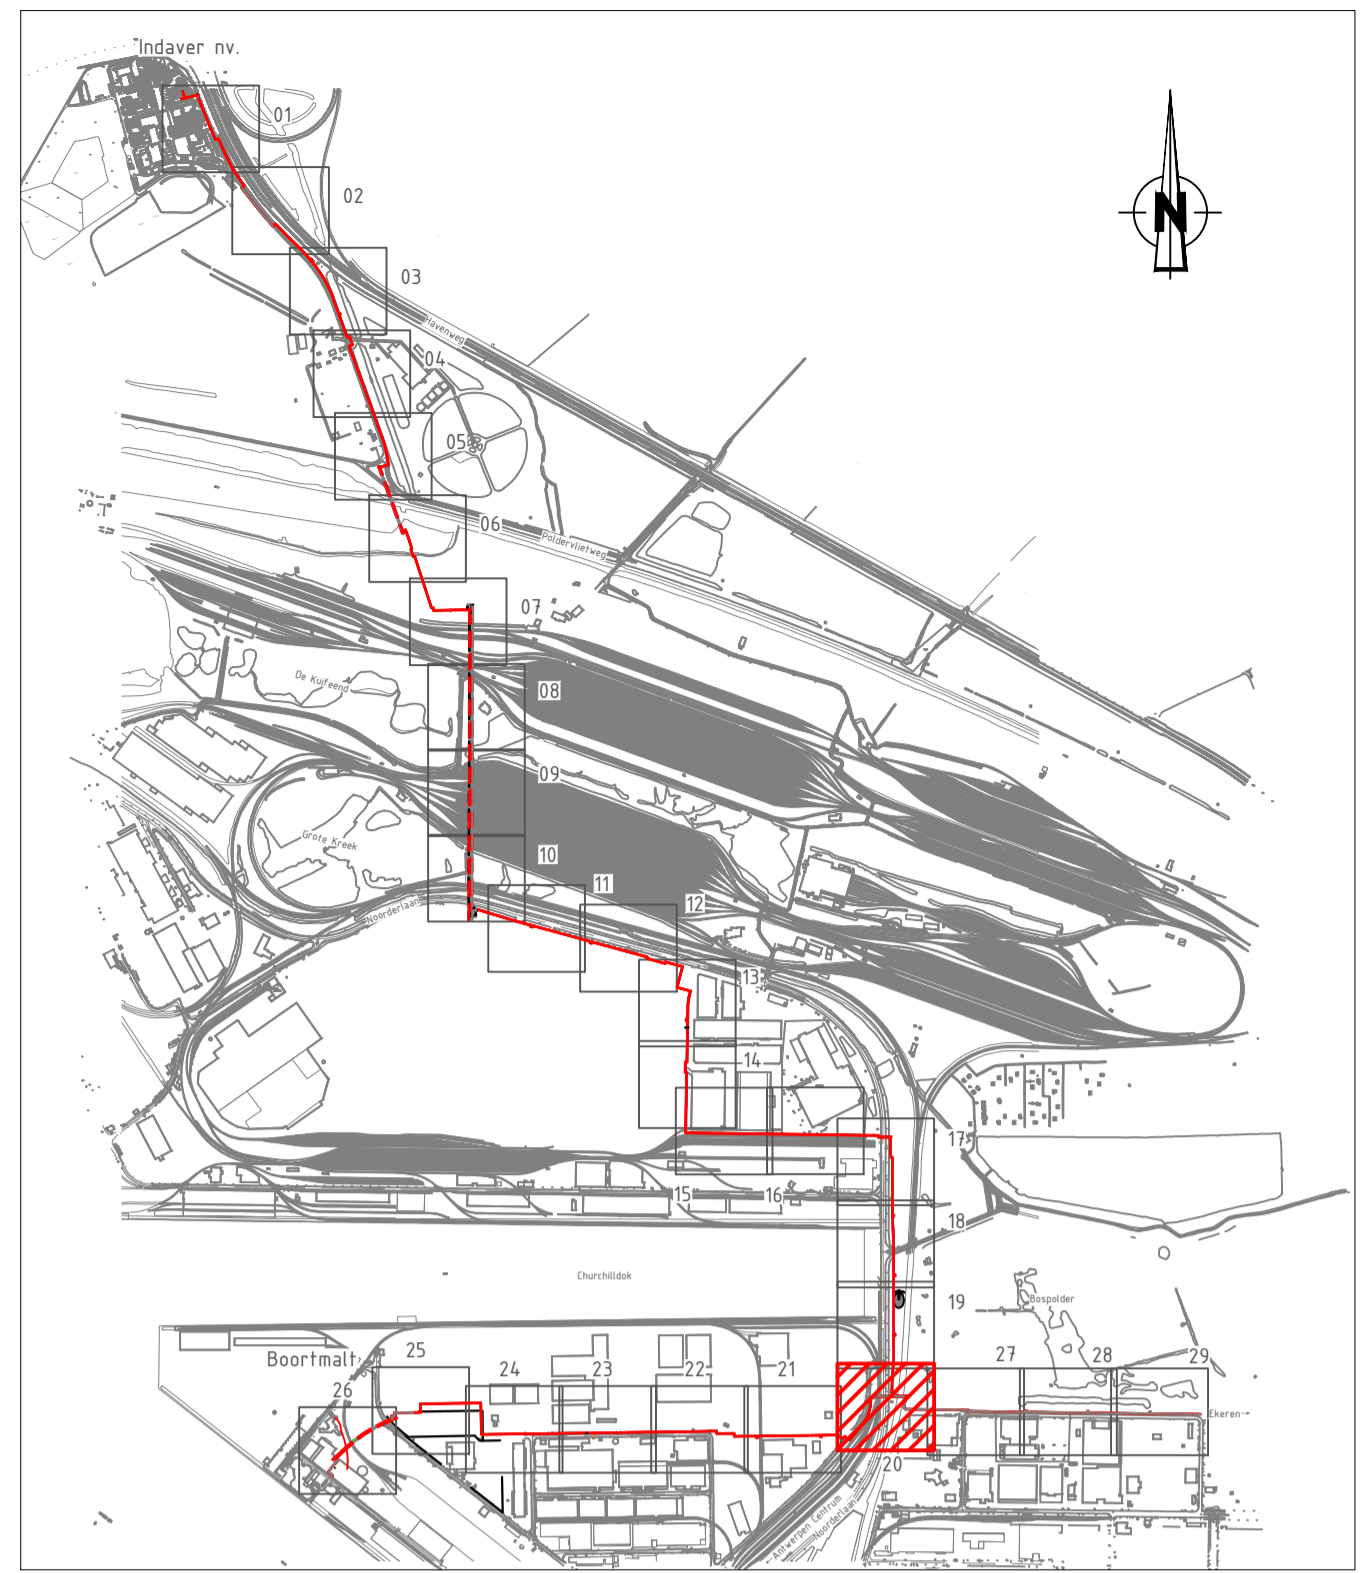 Indaver nv.
01
02
03
Havenweg
04
05
06
Poldervlietweg
07
De Kuifeend
08
09
Grote Kreek
10
11
Noorderlaan
12
13
14
17
15
16
18
Churchilldok
19
Bospolder
Boortmalt
25
24
23
22
21
27
28
29
26
Ekeren
20
Antwerpen Centrum
Noorderlaan
N